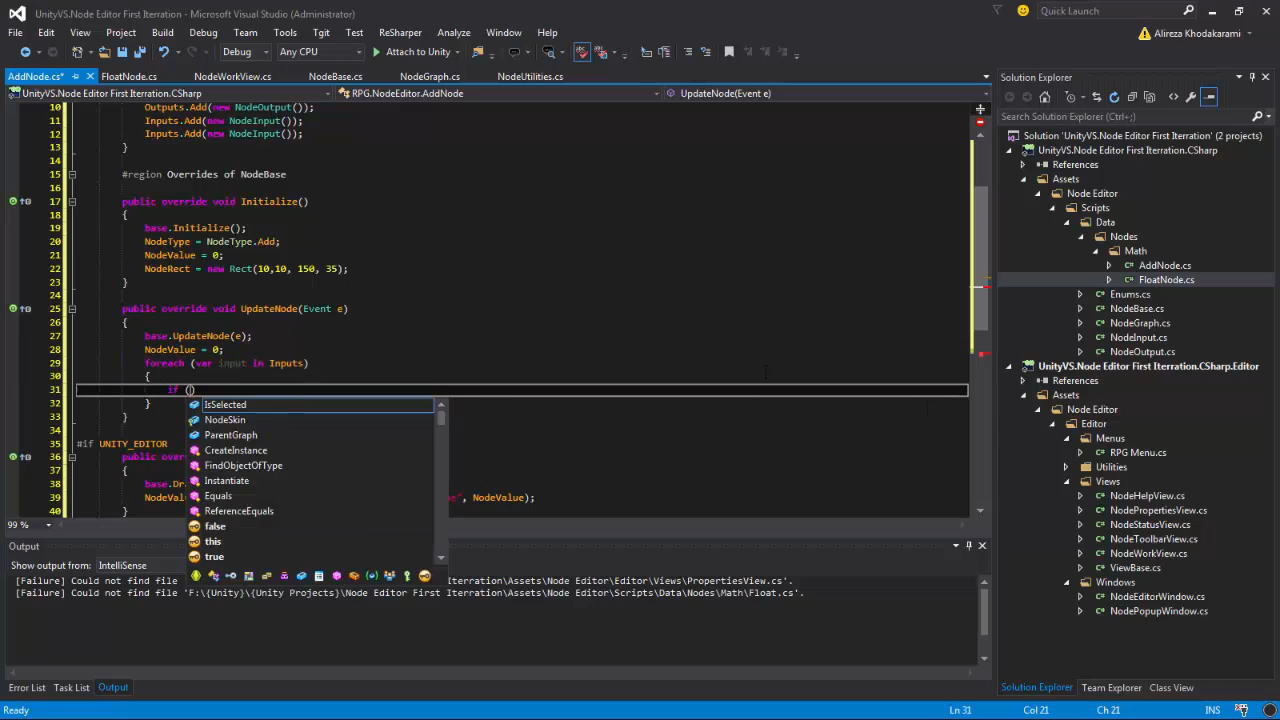 UnityVS.Node Editor First Iterration - Microsoft Visual Studio (Administrator)
Quick Launch
File Edit View Project Build Debug Team Tools Test ReSharper Analyze Window Help
Alireza Khodakarami
Debug Any CPU Attach to Unity
AddNode.cs* FloatNode.cs NodeWorkView.cs NodeBase.cs NodeGraph.cs NodeUtilities.cs
UnityVS.Node Editor First Iterration.CSharp RPG.NodeEditor.AddNode UpdateNode(Event e)
10 Outputs.Add(new NodeOutput());
11 Inputs.Add(new NodeInput());
12 Inputs.Add(new NodeInput());
13 }
14
15 #region Overrides of NodeBase
16
17 public override void Initialize()
18 {
19 base.Initialize();
20 NodeType = NodeType.Add;
21 NodeValue = 0;
22 NodeRect = new Rect(10,10, 150, 35);
23 }
24
25 public override void UpdateNode(Event e)
26 {
27 base.UpdateNode(e);
28 NodeValue = 0;
29 foreach (var input in Inputs)
30 {
31 if ()
32 }
33 }
34
35 #if UNITY_EDITOR
36 public over
37 {
38 base.Dr
39 NodeValu e", NodeValue);
40 }
IsSelected
NodeSkin
ParentGraph
CreateInstance
FindObjectOfType
Instantiate
Equals
ReferenceEquals
false
this
true
99 %
Output
Show output from: IntelliSense
[Failure] Could not find file 'F:\{Unity}\{Unity Projects}\Node Editor First Iterration\Assets\Node Editor\Editor\Views\PropertiesView.cs'.
[Failure] Could not find file 'F:\{Unity}\{Unity Projects}\Node Editor First Iterration\Assets\Node Editor\Scripts\Data\Nodes\Math\Float.cs'.
Error List Task List Output
Solution Explorer
Search Solution Explorer (Ctrl+;)
Solution 'UnityVS.Node Editor First Iterration' (2 projects)
UnityVS.Node Editor First Iterration.CSharp
References
Assets
Node Editor
Scripts
Data
Nodes
Math
AddNode.cs
FloatNode.cs
Enums.cs
NodeBase.cs
NodeGraph.cs
NodeInput.cs
NodeOutput.cs
UnityVS.Node Editor First Iterration.CSharp.Editor
References
Assets
Node Editor
Editor
Menus
RPG Menu.cs
Utilities
Views
NodeHelpView.cs
NodePropertiesView.cs
NodeStatusView.cs
NodeToolbarView.cs
NodeWorkView.cs
ViewBase.cs
Windows
NodeEditorWindow.cs
NodePopupWindow.cs
Solution Explorer Team Explorer Class View
Ready Ln 31 Col 21 Ch 21 INS